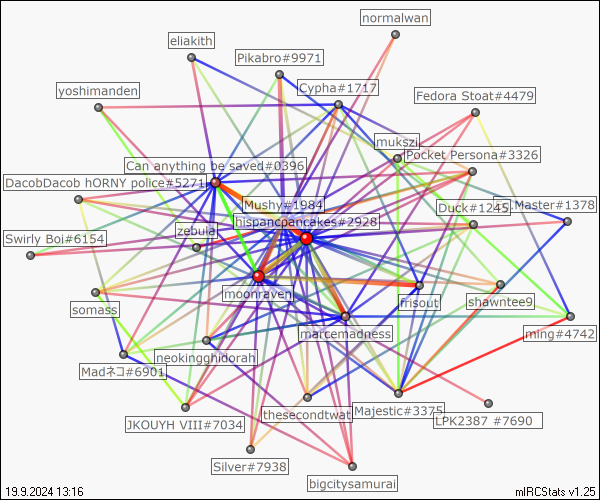 normalwan
eliakith
Pikabro#9971
Cypha#1717
yoshimanden
Fedora Stoat#4479
mukszi
Pocket Persona#3326
Can anything be saved#0396
DacobDacob hORNY police#5271
Mushy#1984
Duck#1245
Master#1378
hispancpancakes#2928
zebula
Swirly Boi#6154
moonraven
frisout
shawntee9
somass
marcemadness
ming#4742
neokingghidorah
Madネコ#6901
JKOUYH VIII#7034
thesecondtwat
Majestic#3375
LPK2387 #7690
Silver#7938
bigcitysamurai
19.9.2024 13:16
mIRCStats v1.25